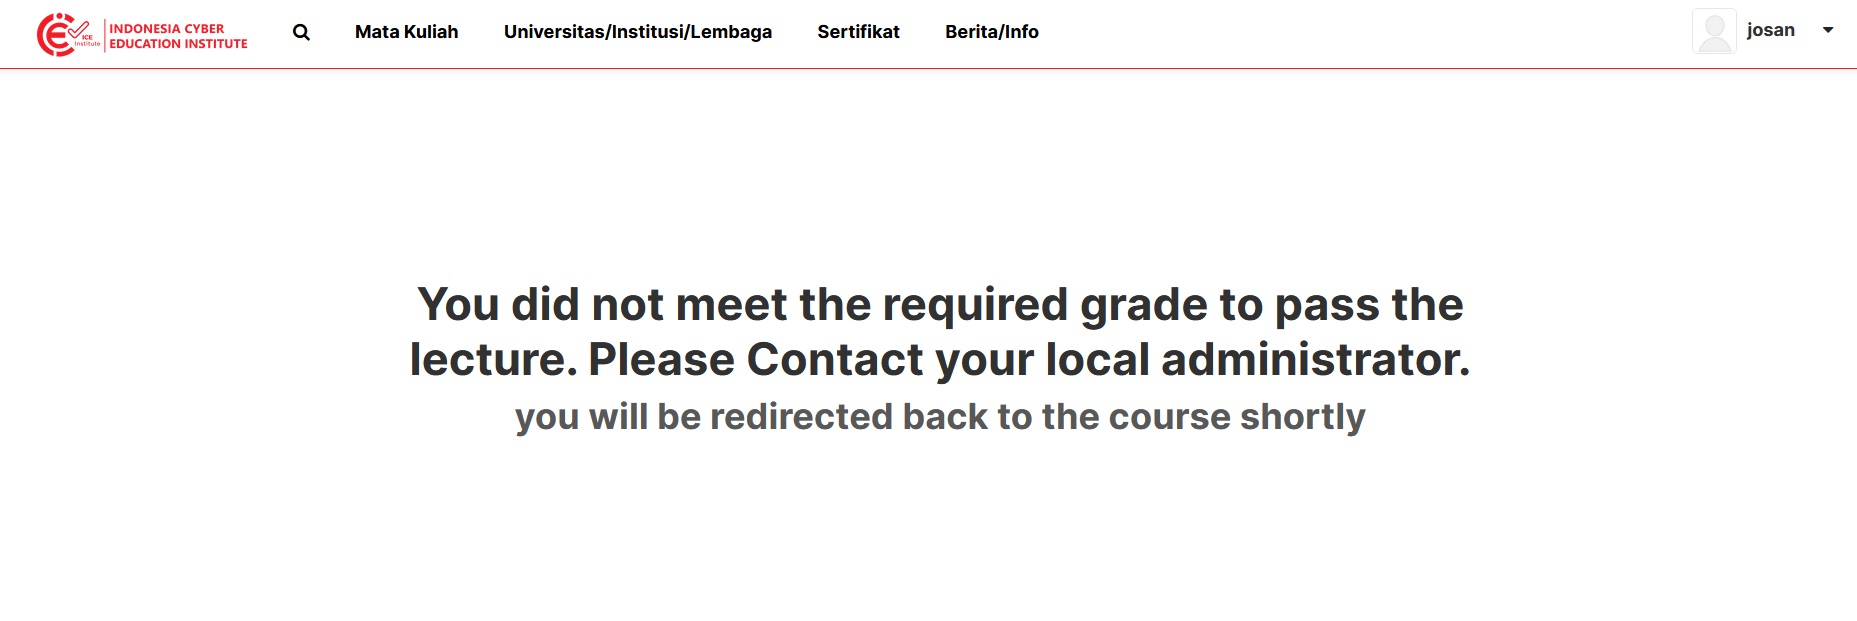 ICE
Institute
INDONESIA CYBER
EDUCATION INSTITUTE
Mata Kuliah
Universitas/Institusi/Lembaga
Sertifikat
Berita/Info
josan
You did not meet the required grade to pass the
lecture. Please Contact your local administrator.
you will be redirected back to the course shortly